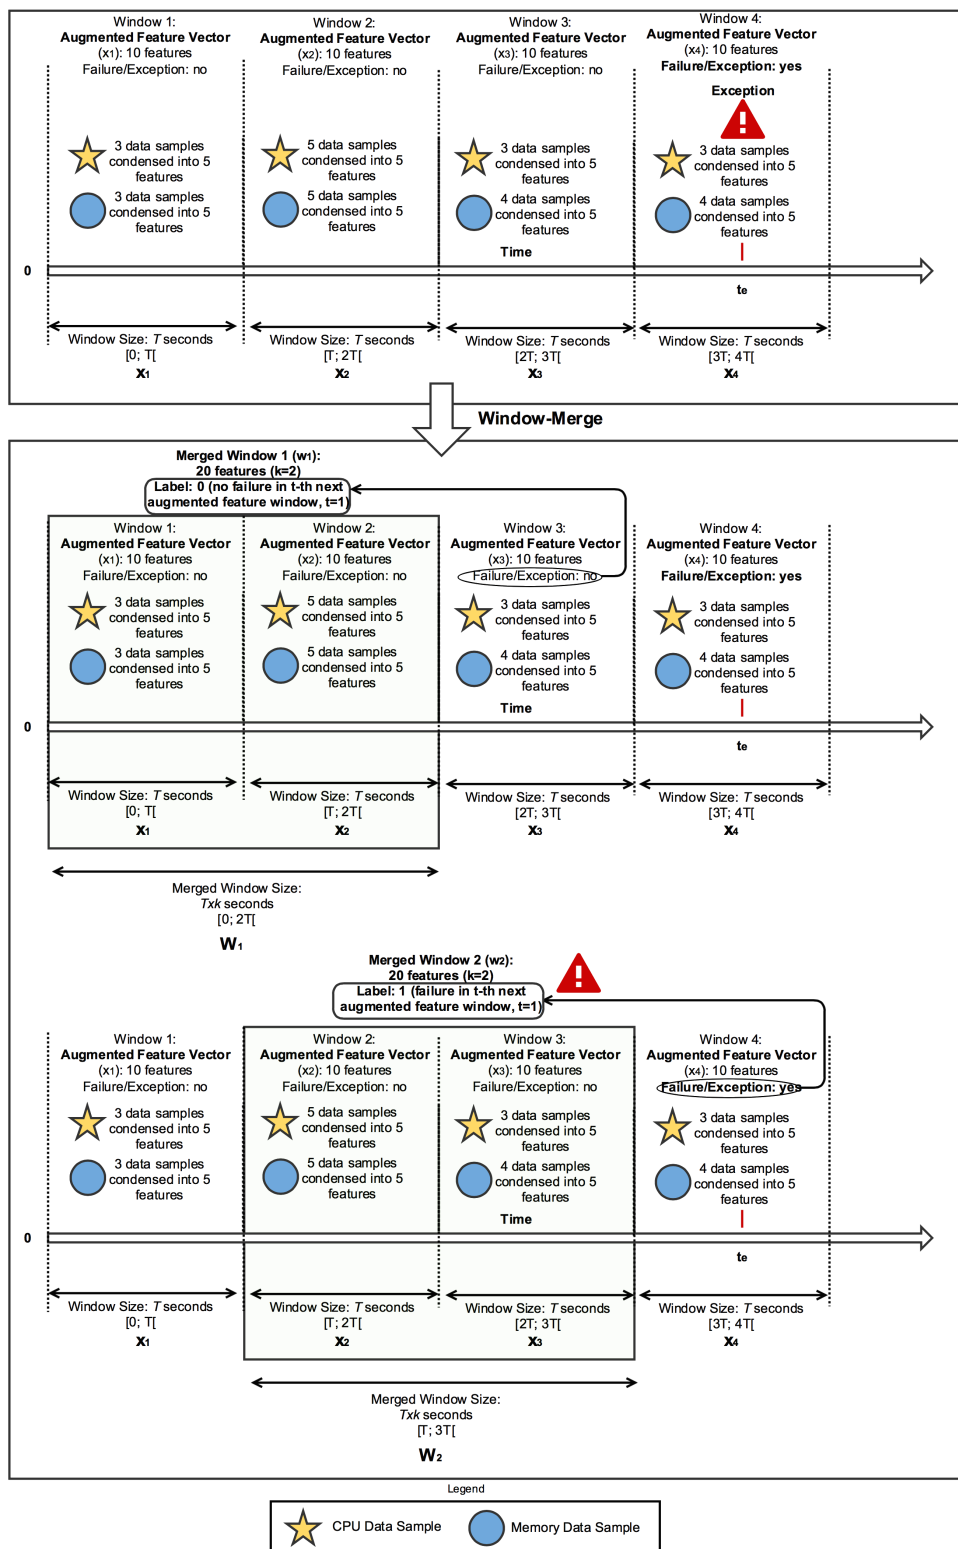 Window 1:
Augmented Feature Vector
(x1): 10 features
Failure/Exception: no
Window 2:
Augmented Feature Vector
(x2): 10 features
Failure/Exception: no
Window 3:
Augmented Feature Vector
(x3): 10 features
Failure/Exception: no
Window 4:
Augmented Feature Vector
(x4): 10 features
Failure/Exception: yes
Exception
3 data samples
condensed into 5
features
3 data samples
condensed into 5
features
5 data samples
condensed into 5
features
5 data samples
condensed into 5
features
3 data samples
condensed into 5
features
4 data samples
condensed into 5
features
3 data samples
condensed into 5
features
4 data samples
condensed into 5
features
Time
0
te
Window Size: T seconds
[0; T[
x1
Window Size: T seconds
[T; 2T[
x2
Window Size: T seconds
[2T; 3T[
x3
Window Size: T seconds
[3T; 4T[
x4
Window-Merge
Merged Window 1 (w1):
20 features (k=2)
Label: 0 (no failure in t-th next
augmented feature window, t=1)
Window 1:
Augmented Feature Vector
(x1): 10 features
Failure/Exception: no
Window 2:
Augmented Feature Vector
(x2): 10 features
Failure/Exception: no
Window 3:
Augmented Feature Vector
(x3): 10 features
Failure/Exception: no
Window 4:
Augmented Feature Vector
(x4): 10 features
Failure/Exception: yes
3 data samples
condensed into 5
features
3 data samples
condensed into 5
features
5 data samples
condensed into 5
features
5 data samples
condensed into 5
features
3 data samples
condensed into 5
features
4 data samples
condensed into 5
features
3 data samples
condensed into 5
features
4 data samples
condensed into 5
features
Time
0
te
Window Size: T seconds
[0; T[
x1
Window Size: T seconds
[T; 2T[
x2
Window Size: T seconds
[2T; 3T[
x3
Window Size: T seconds
[3T; 4T[
x4
Merged Window Size:
Txk seconds
[0; 2T[
W1
Merged Window 2 (w2):
20 features (k=2)
Label: 1 (failure in t-th next
augmented feature window, t=1)
Window 1:
Augmented Feature Vector
(x1): 10 features
Failure/Exception: no
Window 2:
Augmented Feature Vector
(x2): 10 features
Failure/Exception: no
Window 3:
Augmented Feature Vector
(x3): 10 features
Failure/Exception: no
Window 4:
Augmented Feature Vector
(x4): 10 features
Failure/Exception: yes
3 data samples
condensed into 5
features
3 data samples
condensed into 5
features
5 data samples
condensed into 5
features
5 data samples
condensed into 5
features
3 data samples
condensed into 5
features
4 data samples
condensed into 5
features
3 data samples
condensed into 5
features
4 data samples
condensed into 5
features
Time
0
te
Window Size: T seconds
[0; T[
x1
Window Size: T seconds
[T; 2T[
x2
Window Size: T seconds
[2T; 3T[
x3
Window Size: T seconds
[3T; 4T[
x4
Merged Window Size:
Txk seconds
[T; 3T[
W2
Legend
CPU Data Sample
Memory Data Sample